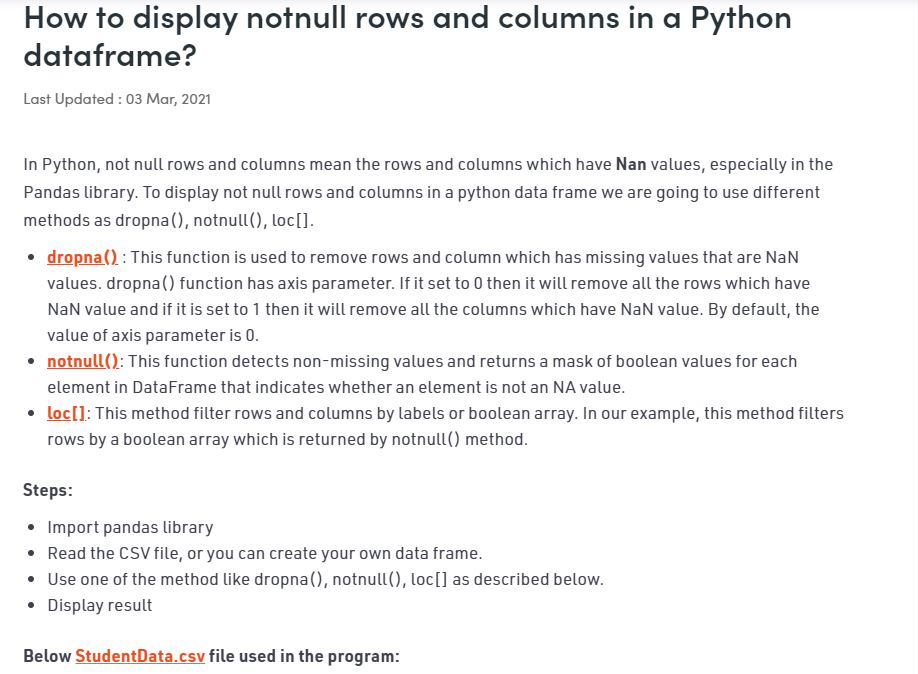 How to display notnull rows and columns in a Python
dataframe?
Last Updated : 03 Mar, 2021
In Python, not null rows and columns mean the rows and columns which have Nan values, especially in the
Pandas library. To display not null rows and columns in a python data frame we are going to use different
methods as dropna(), notnull(), loc[].
• dropna() : This function is used to remove rows and column which has missing values that are NaN
values. dropna() function has axis parameter. If it set to 0 then it will remove all the rows which have
NaN value and if it is set to 1 then it will remove all the columns which have NaN value. By default, the
value of axis parameter is 0.
• notnull(): This function detects non-missing values and returns a mask of boolean values for each
element in DataFrame that indicates whether an element is not an NA value.
• loc[]: This method filter rows and columns by labels or boolean array. In our example, this method filters
rows by a boolean array which is returned by notnull() method.
Steps:
• Import pandas library
• Read the CSV file, or you can create your own data frame.
• Use one of the method like dropna(), notnull(), loc[] as described below.
• Display result
Below StudentData.csv file used in the program: